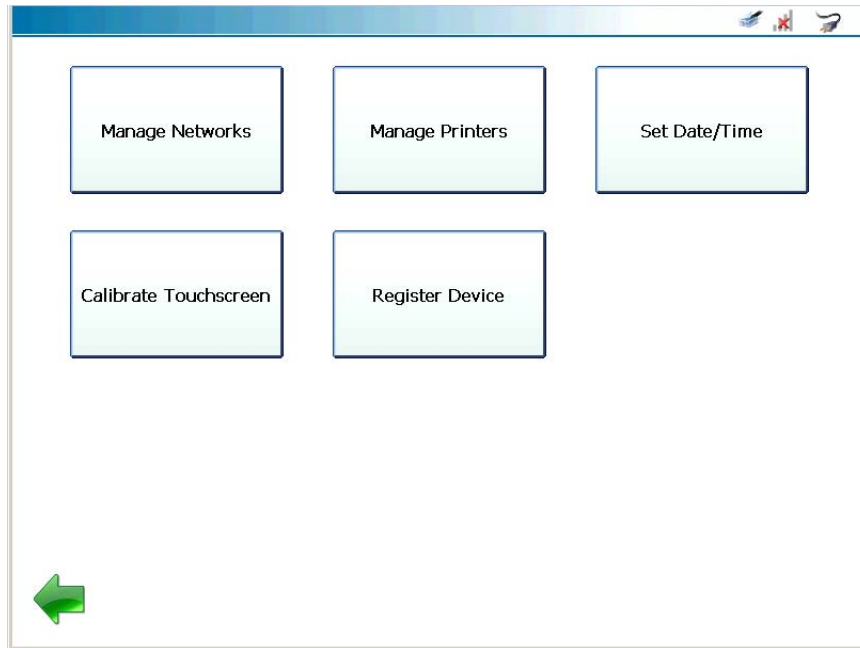 Manage Networks
Manage Printers
Set Date/Time
Calibrate Touchscreen
Register Device